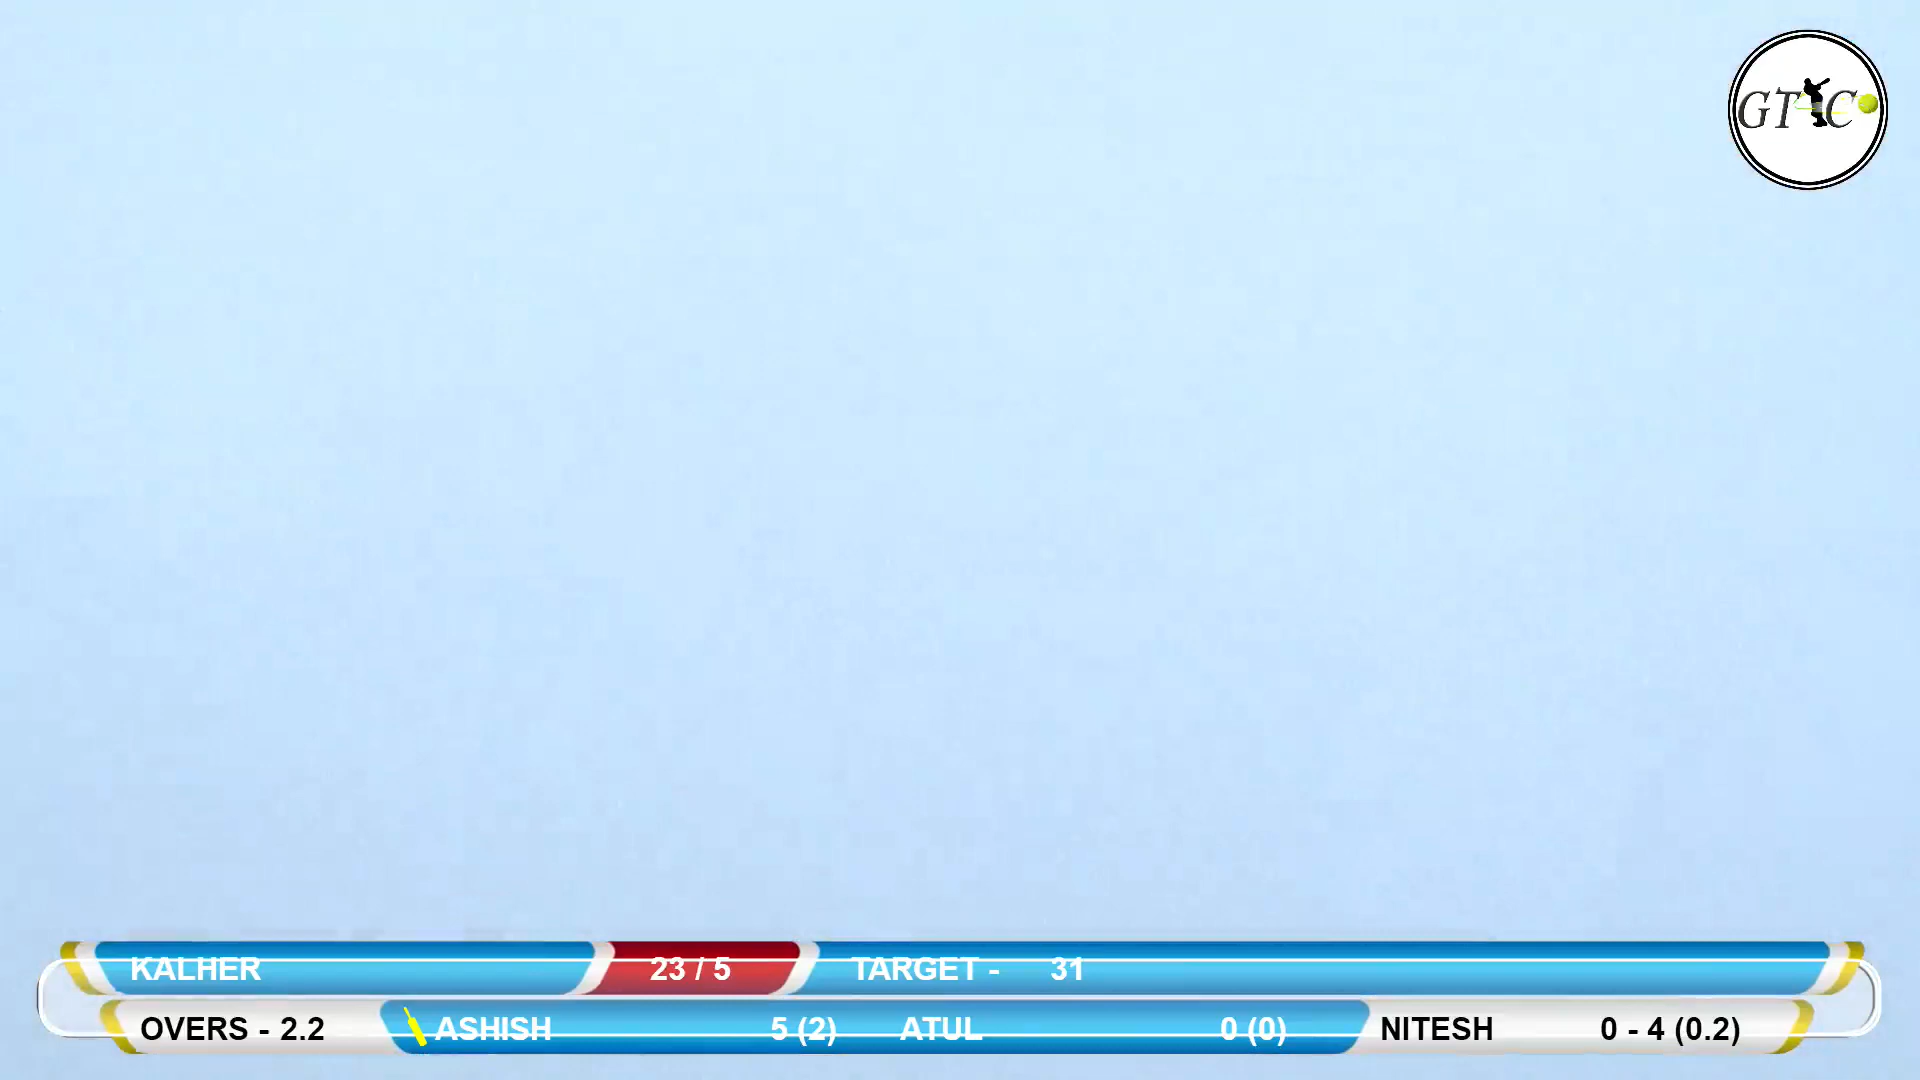 GTC
KALHER 23 / 5 TARGET - 31
OVERS - 2.2 ASHISH 5 (2) ATUL 0 (0) NITESH 0 - 4 (0.2)